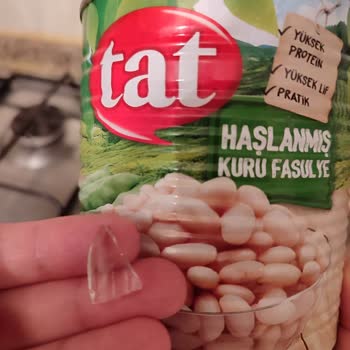 tat
YÜKSEK
PROTEİN
YÜKSEK LİF
PRATİK
HAŞLANMIŞ
KURU FASULYE